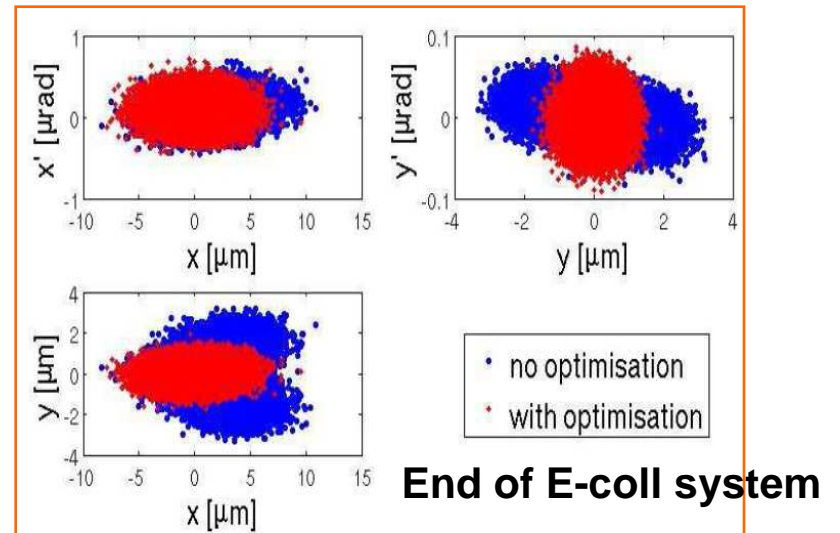 1
0
-1
x' [µrad]
-10 -5 0 5 10 15
x [µm]
0.1
0
-0.1
y' [µrad]
-4 -2 0 2 4
y [µm]
4
2
0
-2
-4
y [µm]
-10 -5 0 5 10 15
x [µm]
no optimisation
with optimisation
End of E-coll system